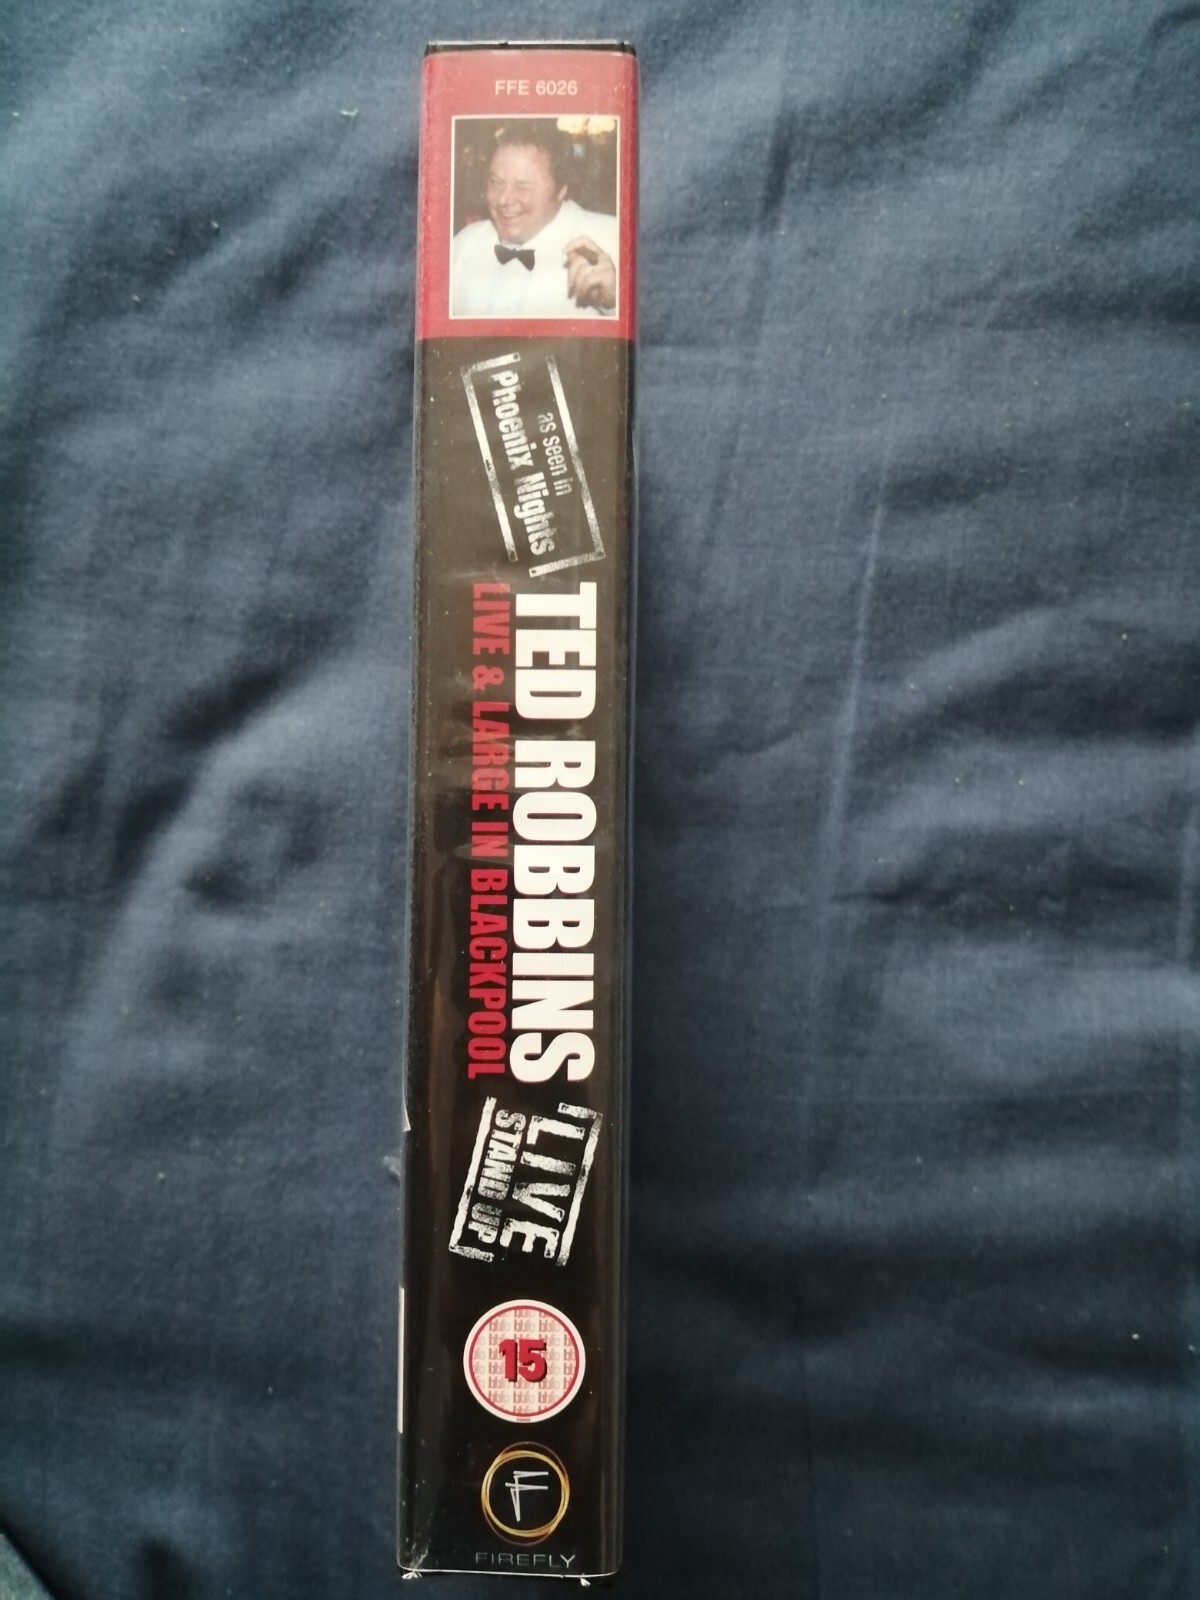 FFE 6026
as seen in
Phoenix Nights
TED ROBBINS
LIVE & LARGE IN BLACKPOOL
LIVE
STAND UP
15
FIREFLY